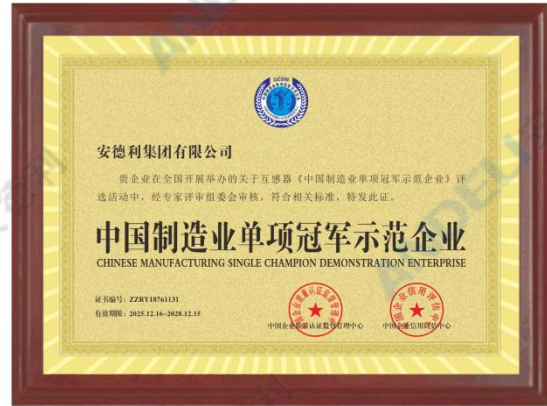 安德利集团有限公司
贵企业在全国开展举办的关于互感器《中国制造业单项冠军示范企业》评
选活动中，经专家评审组委会审核，符合相关标准，特发此证。
中国制造业单项冠军示范企业
CHINESE MANUFACTURING SINGLE CHAMPION DEMONSTRATION ENTERPRISE
证书编号：ZZRY18761131
有效期限：2025.12.16-2028.12.15
中国企业质量认证监督管理中心
中国企业信用评估中心
ANDELI